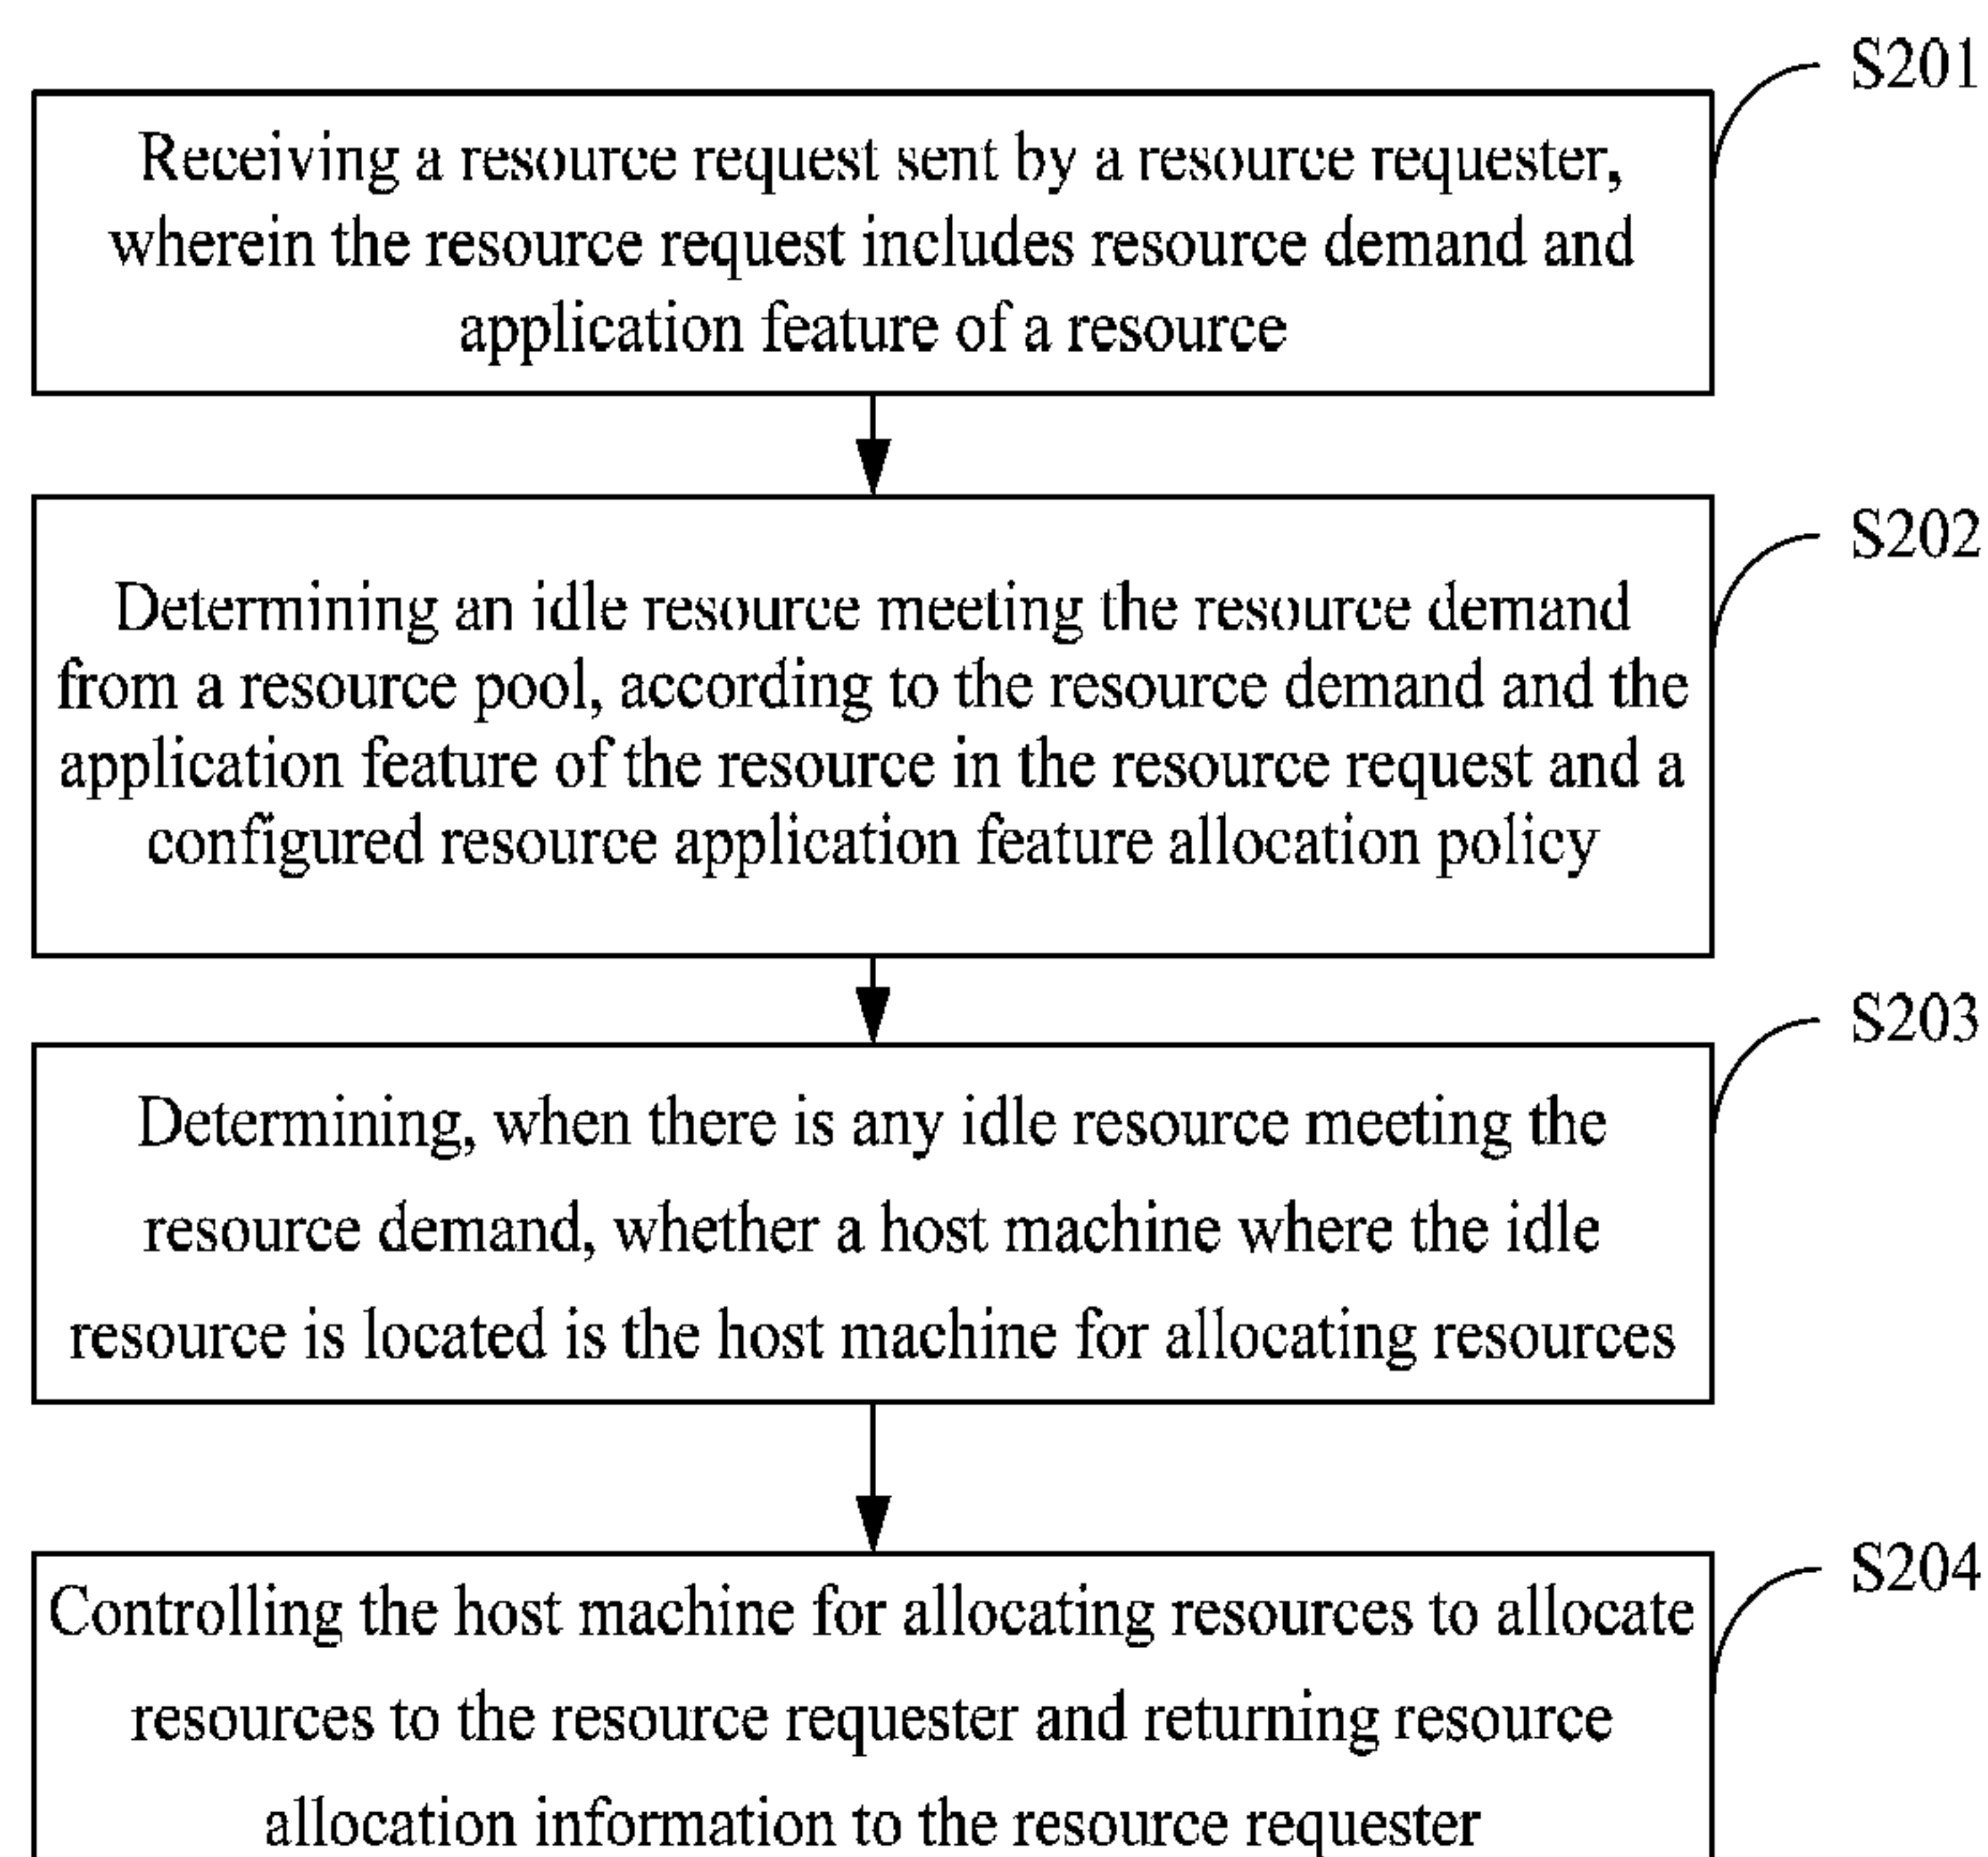 S201
Receiving a resource request sent by a resource requester,
wherein the resource request includes resource demand and
application feature of a resource
S202
Determining an idle resource meeting the resource demand
from a resource pool, according to the resource demand and the
application feature of the resource in the resource request and a
configured resource application feature allocation policy
S203
Determining, when there is any idle resource meeting the
resource demand, whether a host machine where the idle
resource is located is the host machine for allocating resources
S204
Controlling the host machine for allocating resources to allocate
resources to the resource requester and returning resource
allocation information to the resource requester